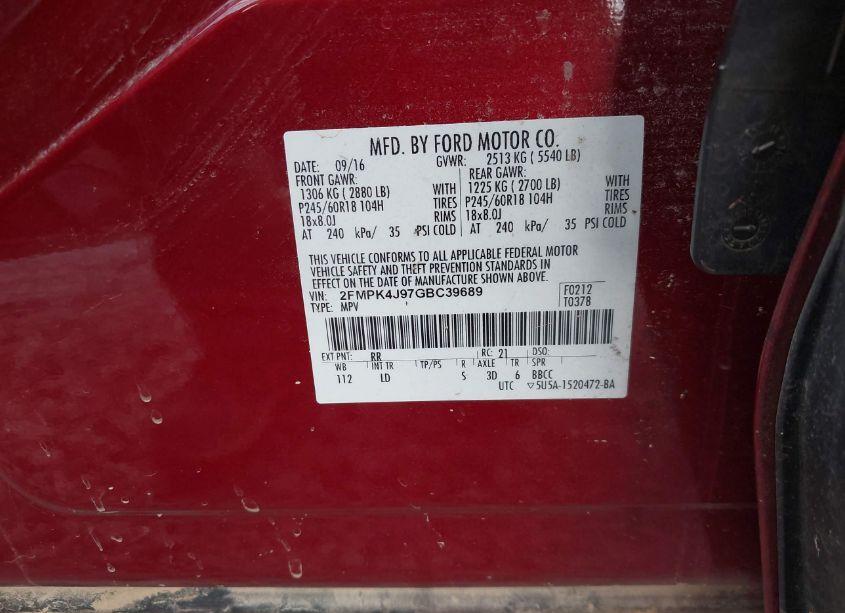 MFD. BY FORD MOTOR CO.
DATE: 09/16 GVWR: 2513 KG ( 5540 LB)
FRONT GAWR: REAR GAWR:
1306 KG ( 2880 LB) WITH 1225 KG ( 2700 LB) WITH
P245/60R18 104H TIRES P245/60R18 104H TIRES
18x8.0J RIMS 18x8.0J RIMS
AT 240 kPa/ 35 PSI COLD AT 240 kPa/ 35 PSI COLD
THIS VEHICLE CONFORMS TO ALL APPLICABLE FEDERAL MOTOR
VEHICLE SAFETY AND THEFT PREVENTION STANDARDS IN
EFFECT ON THE DATE OF MANUFACTURE SHOWN ABOVE.
VIN: 2FMPK4J97GBC39689 F0212
TYPE: MPV T0378
EXT PNT: RR RC: 21 DSO:
WB INT TR TP/PS R AXLE TR SPR
112 LD S 3D 6 BBCC
UTC ▽5U5A-1520472-BA